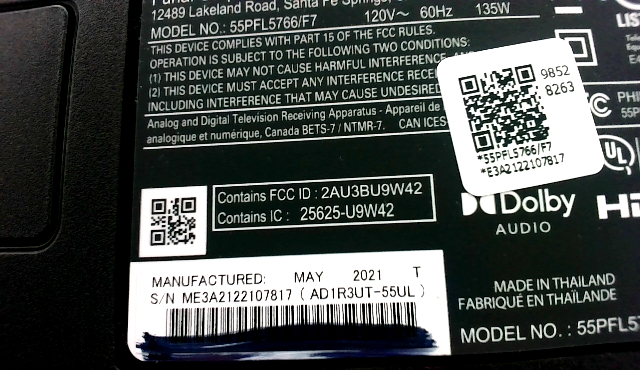 12489 Lakeland Road, Santa Fe Springs,
MODEL NO.: 55PFL5766/F7 120V~ 60Hz 135W
THIS DEVICE COMPLIES WITH PART 15 OF THE FCC RULES.
OPERATION IS SUBJECT TO THE FOLLOWING TWO CONDITIONS:
(1) THIS DEVICE MAY NOT CAUSE HARMFUL INTERFERENCE,
(2) THIS DEVICE MUST ACCEPT ANY INTERFERENCE
INCLUDING INTERFERENCE THAT MAY CAUSE UNDESIRED
Analog and Digital Television Receiving Apparatus - Appareil de
analogique et numérique, Canada BETS-7 / NTMR-7. CAN ICES
9852
8263
*55PFL5766/F7
*E3A2122107817
Contains FCC ID : 2AU3BU9W42
Contains IC : 25625-U9W42
Dolby
AUDIO
UL
MANUFACTURED: MAY 2021 T
S/N ME3A2122107817 ( AD1R3UT-55UL )
MADE IN THAILAND
FABRIQUÉ EN THAÏLANDE
MODEL NO. : 55PFL5